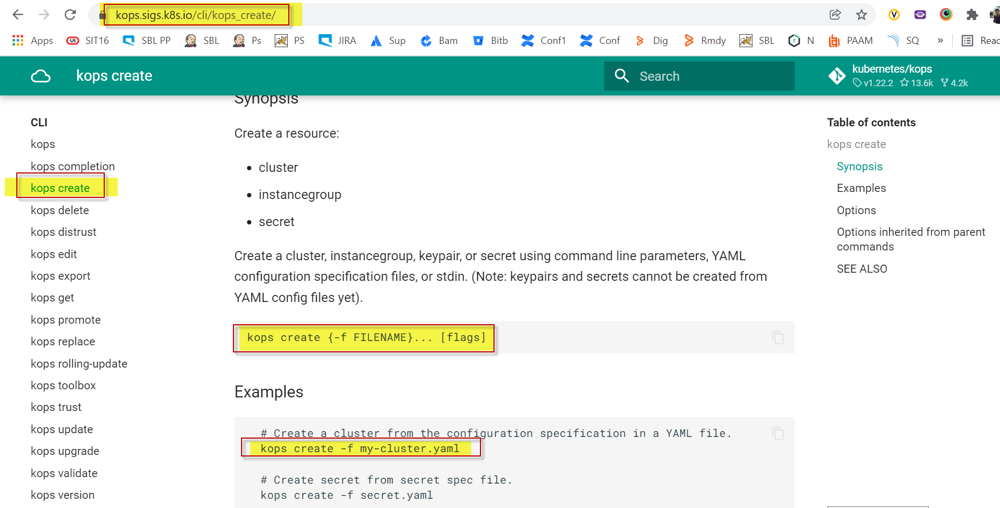 kops.sigs.k8s.io/cli/kops_create/
Apps SIT16 SBL PP SBL Ps PS JIRA Sup Bam Bitb Conf1 Conf Dig Rmdy SBL N PAAM SQ »
kops create
Search
kubernetes/kops
v1.22.2 13.6k 4.2k
CLI
kops
kops completion
kops create
kops delete
kops distrust
kops edit
kops export
kops get
kops promote
kops replace
kops rolling-update
kops toolbox
kops trust
kops update
kops upgrade
kops validate
kops version
Synopsis
Create a resource:
• cluster
• instancegroup
• secret
Create a cluster, instancegroup, keypair, or secret using command line parameters, YAML
configuration specification files, or stdin. (Note: keypairs and secrets cannot be created from
YAML config files yet).
kops create {-f FILENAME}... [flags]
Examples
# Create a cluster from the configuration specification in a YAML file.
kops create -f my-cluster.yaml
# Create secret from secret spec file.
kops create -f secret.yaml
Table of contents
kops create
Synopsis
Examples
Options
Options inherited from parent
commands
SEE ALSO